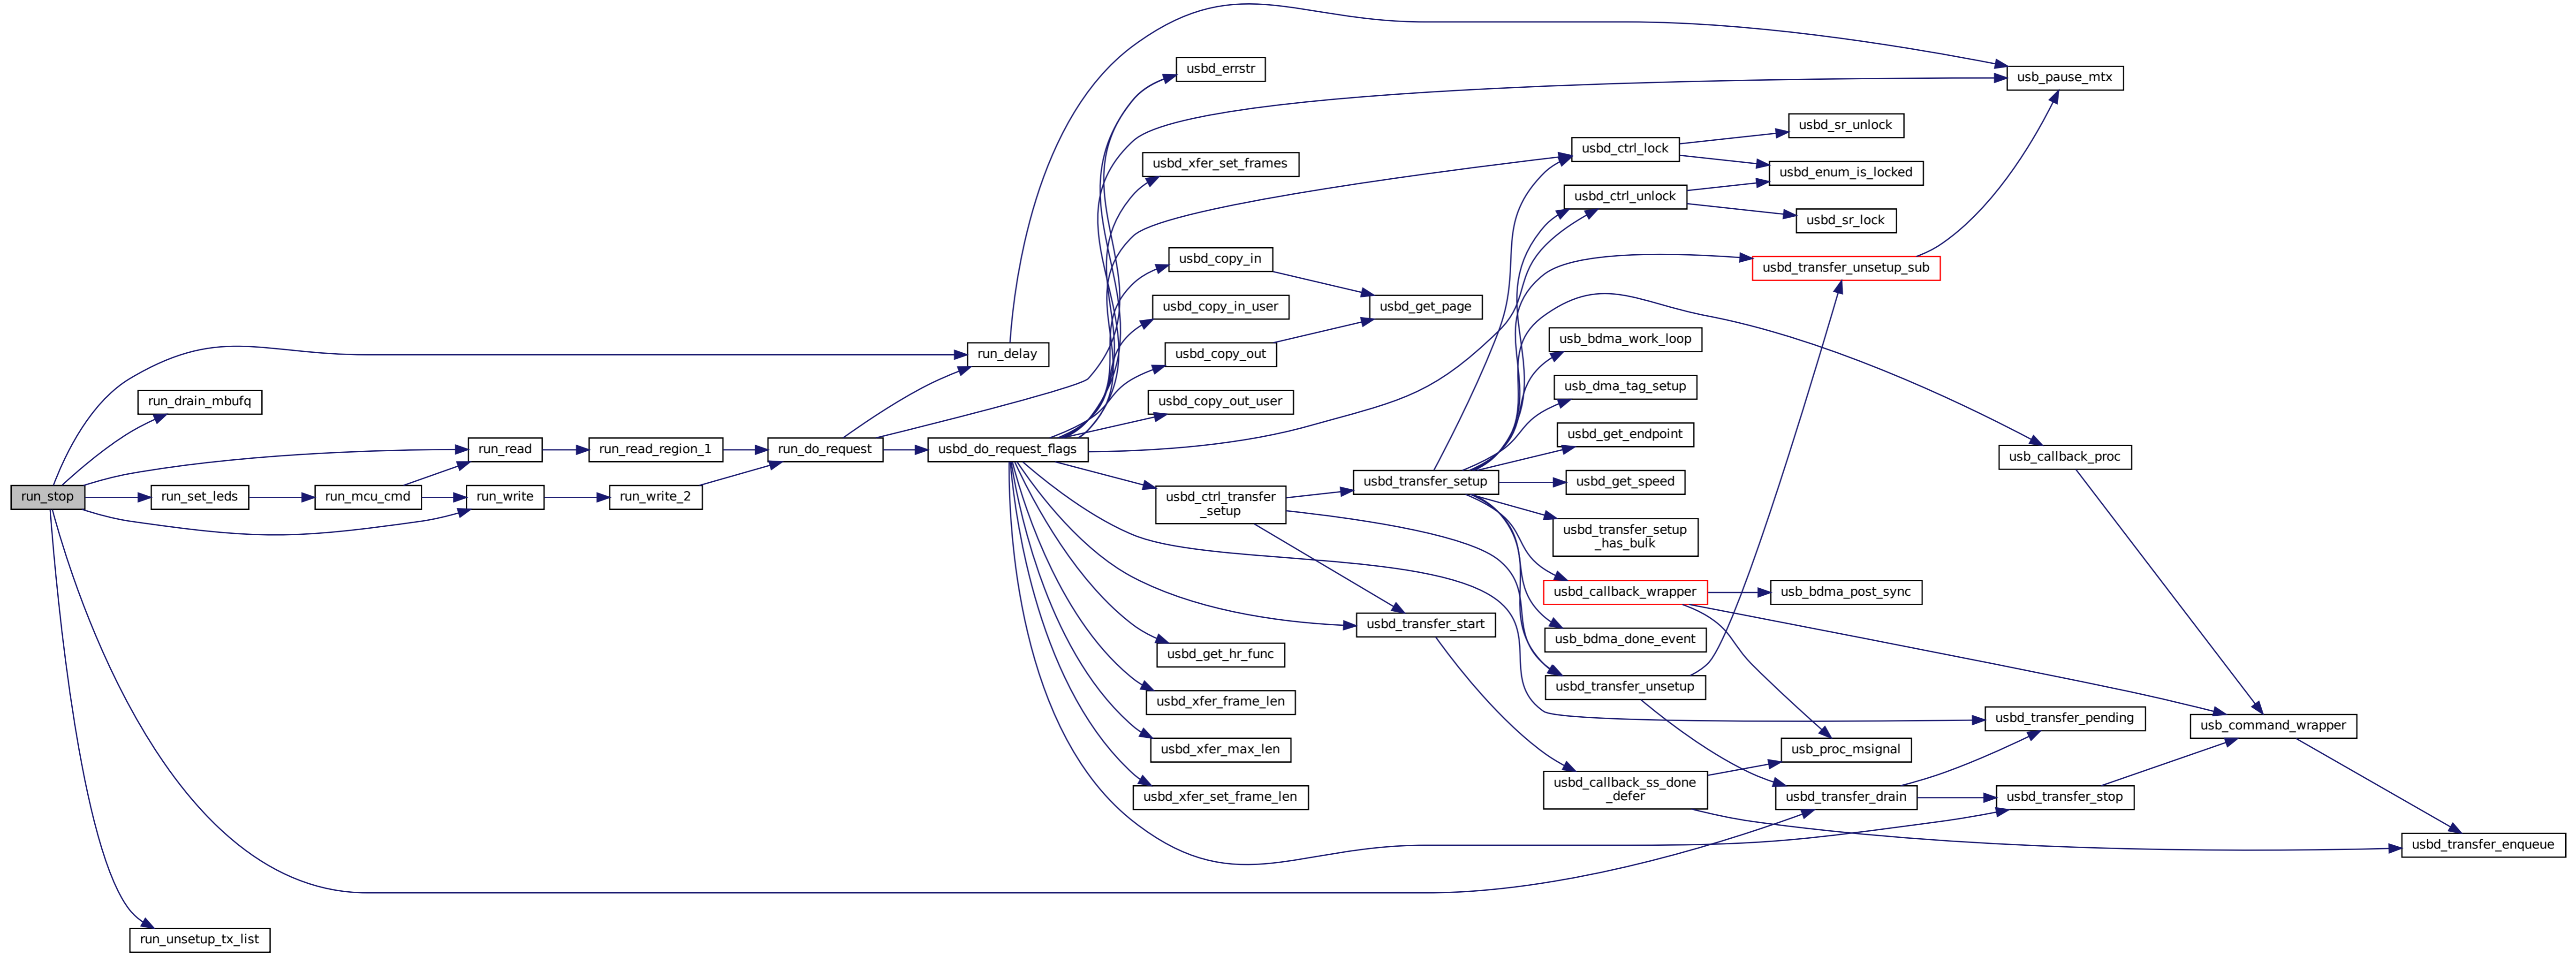 run_stop
run_delay
run_drain_mbufq
run_read
run_set_leds
run_mcu_cmd
run_write
run_unsetup_tx_list
run_read_region_1
run_write_2
run_do_request
usbd_do_request_flags
usbd_errstr
usbd_xfer_set_frames
usbd_copy_in
usbd_copy_in_user
usbd_copy_out
usbd_copy_out_user
usbd_ctrl_transfer
_setup
usbd_get_hr_func
usbd_xfer_frame_len
usbd_xfer_max_len
usbd_xfer_set_frame_len
usbd_get_page
usbd_transfer_setup
usbd_transfer_start
usbd_ctrl_lock
usbd_ctrl_unlock
usb_bdma_work_loop
usb_dma_tag_setup
usbd_get_endpoint
usbd_get_speed
usbd_transfer_setup
_has_bulk
usbd_callback_wrapper
usb_bdma_done_event
usbd_transfer_unsetup
usbd_callback_ss_done
_defer
usbd_sr_unlock
usbd_enum_is_locked
usbd_sr_lock
usbd_transfer_unsetup_sub
usb_bdma_post_sync
usb_proc_msignal
usbd_transfer_drain
usb_pause_mtx
usb_callback_proc
usbd_transfer_pending
usbd_transfer_stop
usb_command_wrapper
usbd_transfer_enqueue